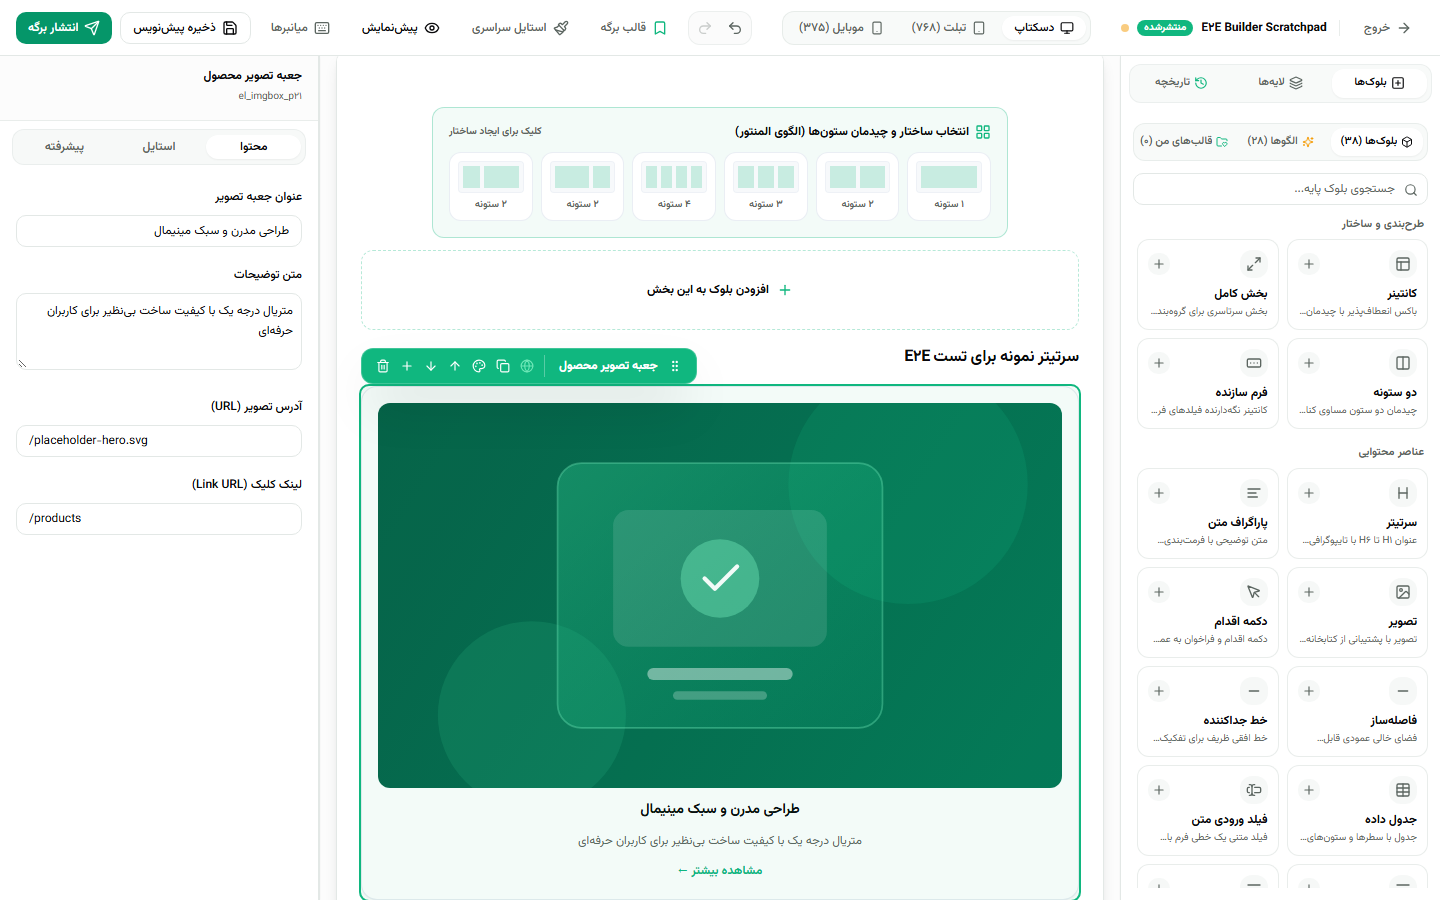 خروج
E2E Builder Scratchpad
منتشرشده
دسکتاپ
تبلت (۷۶۸)
موبایل (۳۷۵)
قالب برگه
استایل سراسری
پیش‌نمایش
میانبرها
ذخیره پیش‌نویس
انتشار برگه
بلوک‌ها
لایه‌ها
تاریخچه
بلوک‌ها (۳۸)
الگوها (۲۸)
قالب‌های من (۰)
جستجوی بلوک پایه...
طرح‌بندی و ساختار
کانتینر
باکس انعطاف‌پذیر با چیدمان...
بخش کامل
بخش سرتاسری برای گروه‌بند...
دو ستونه
چیدمان دو ستون مساوی کنا...
فرم سازنده
کانتینر نگه‌دارنده فیلدهای فر...
عناصر محتوایی
سرتیتر
عنوان H1 تا H6 با تایپوگرافی...
پاراگراف متن
متن توضیحی با فرمت‌بندی...
تصویر
تصویر با پشتیبانی از کتابخانه...
دکمه اقدام
دکمه اقدام و فراخوان به عمـ...
فاصله‌ساز
فضای خالی عمودی قابل...
خط جداکننده
خط افقی ظریف برای تفکیک...
جدول داده
جدول با سطرها و ستون‌های...
فیلد ورودی متن
فیلد متنی یک خطی فرم با...
انتخاب ساختار و چیدمان ستون‌ها (الگوی المنتور)
کلیک برای ایجاد ساختار
۱ ستونه
۲ ستونه
۳ ستونه
۴ ستونه
۲ ستونه
۲ ستونه
افزودن بلوک به این بخش
سرتیتر نمونه برای تست E2E
جعبه تصویر محصول
طراحی مدرن و سبک مینیمال
متریال درجه یک با کیفیت ساخت بی‌نظیر برای کاربران حرفه‌ای
مشاهده بیشتر ←
جعبه تصویر محصول
el_imgbox_p21
محتوا
استایل
پیشرفته
عنوان جعبه تصویر
طراحی مدرن و سبک مینیمال
متن توضیحات
متریال درجه یک با کیفیت ساخت بی‌نظیر برای کاربران
حرفه‌ای
آدرس تصویر (URL)
/placeholder-hero.svg
لینک کلیک (Link URL)
/products